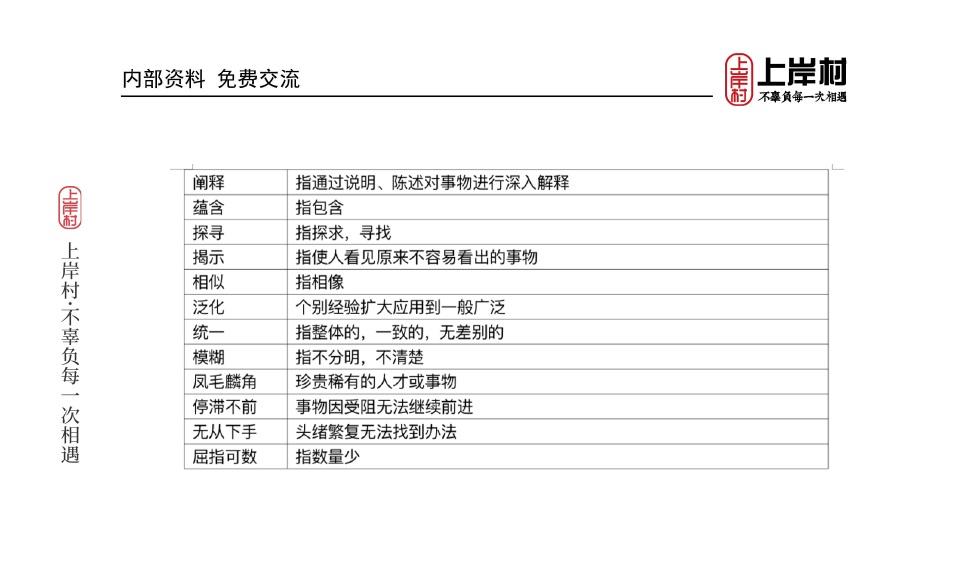 内部资料 免费交流
上岸村
上岸村
不辜负每一次相遇
阐释 指通过说明、陈述对事物进行深入解释
蕴含 指包含
探寻 指探求，寻找
揭示 指使人看见原来不容易看出的事物
相似 指相像
泛化 个别经验扩大应用到一般广泛
统一 指整体的，一致的，无差别的
模糊 指不分明，不清楚
凤毛麟角 珍贵稀有的人才或事物
停滞不前 事物因受阻无法继续前进
无从下手 头绪繁复无法找到办法
屈指可数 指数量少
上岸村
上岸村·不辜负每一次相遇